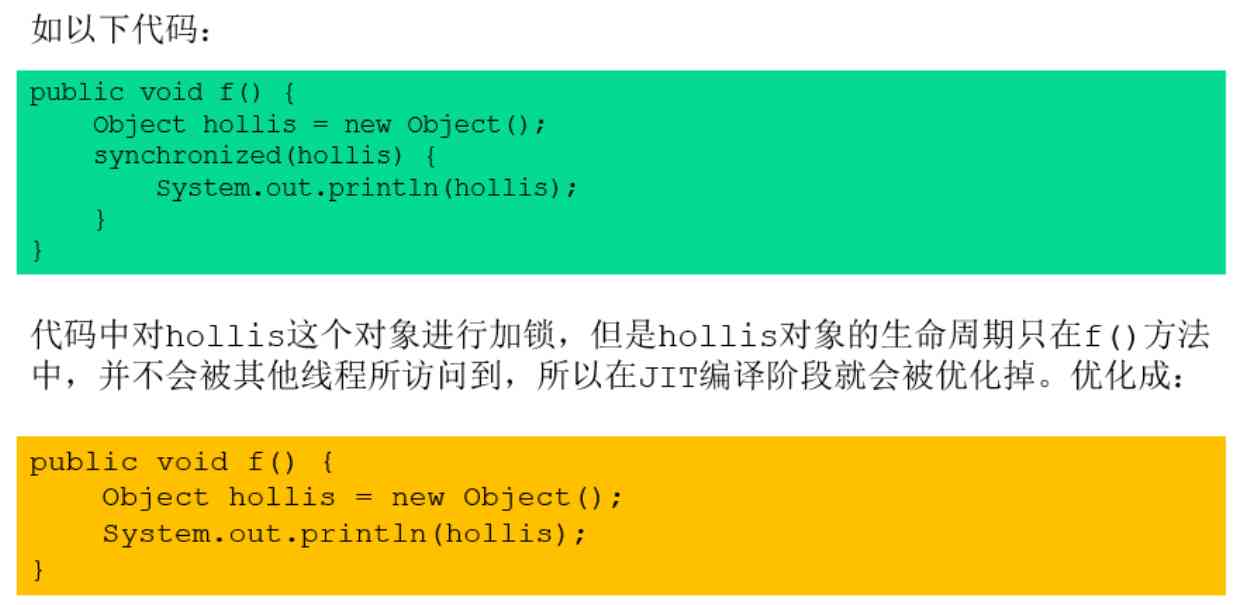 如以下代码：
public void f() {
    Object hollis = new Object();
    synchronized(hollis) {
        System.out.println(hollis);
    }
}
代码中对hollis这个对象进行加锁，但是hollis对象的生命周期只在f()方法
中，并不会被其他线程所访问到，所以在JIT编译阶段就会被优化掉。优化成：
public void f() {
    Object hollis = new Object();
    System.out.println(hollis);
}